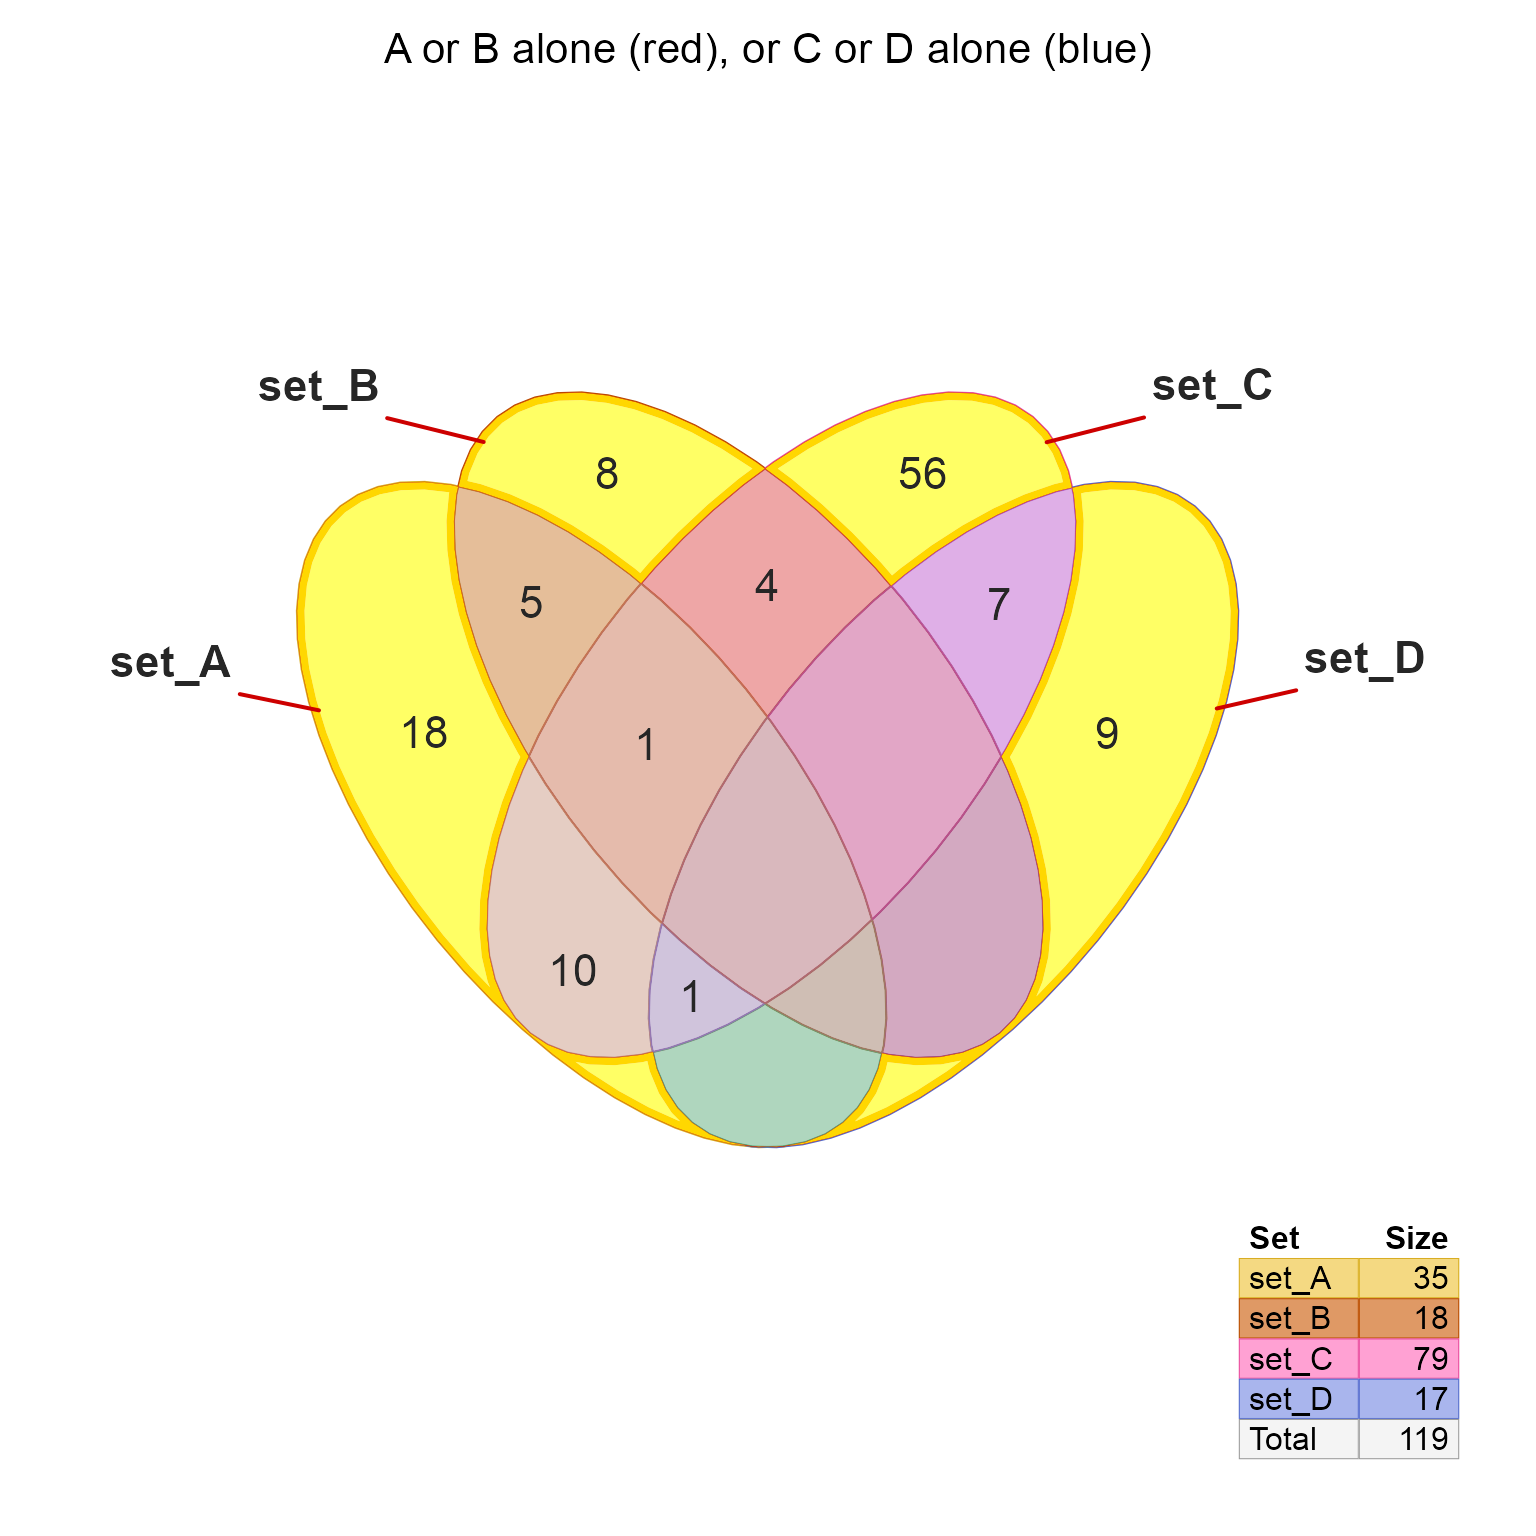 A or B alone (red), or C or D alone (blue)
set_B
set_C
8
56
4
5
7
set_A
set_D
18
1
9
10
1
Set Size
set_A 35
set_B 18
set_C 79
set_D 17
Total 119